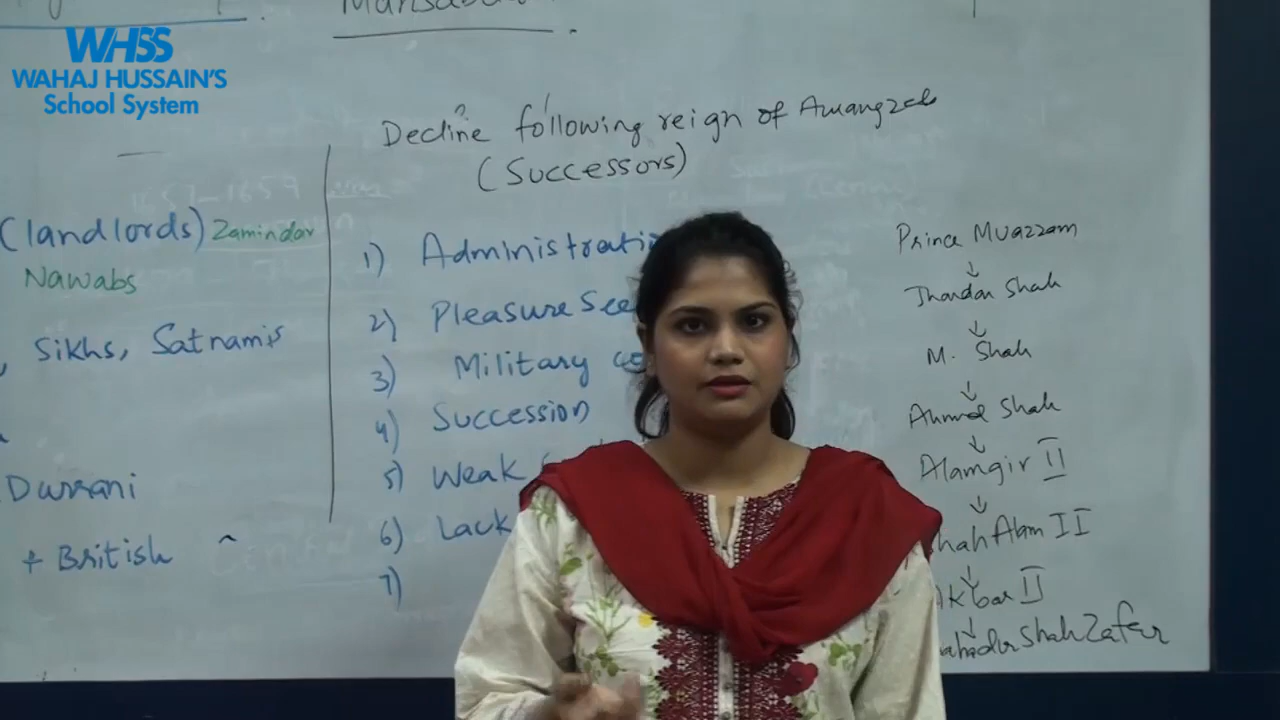 WHSS
WAHAJ HUSSAIN'S
School System
Decline following reign of Aurangzeb
(Successors)
(landlords) Zamindar
Nawabs
Sikhs, Satnamis
Durrani
+ British
1) Administrati
2) Pleasure See
3) Military
4) Succession
5) Weak
6) Lack
7)
Prince Muazzam
Jhandar Shah
M. Shah
Ahmed Shah
Alamgir II
hah Alam II
Akbar II
ahadur Shah Zafar